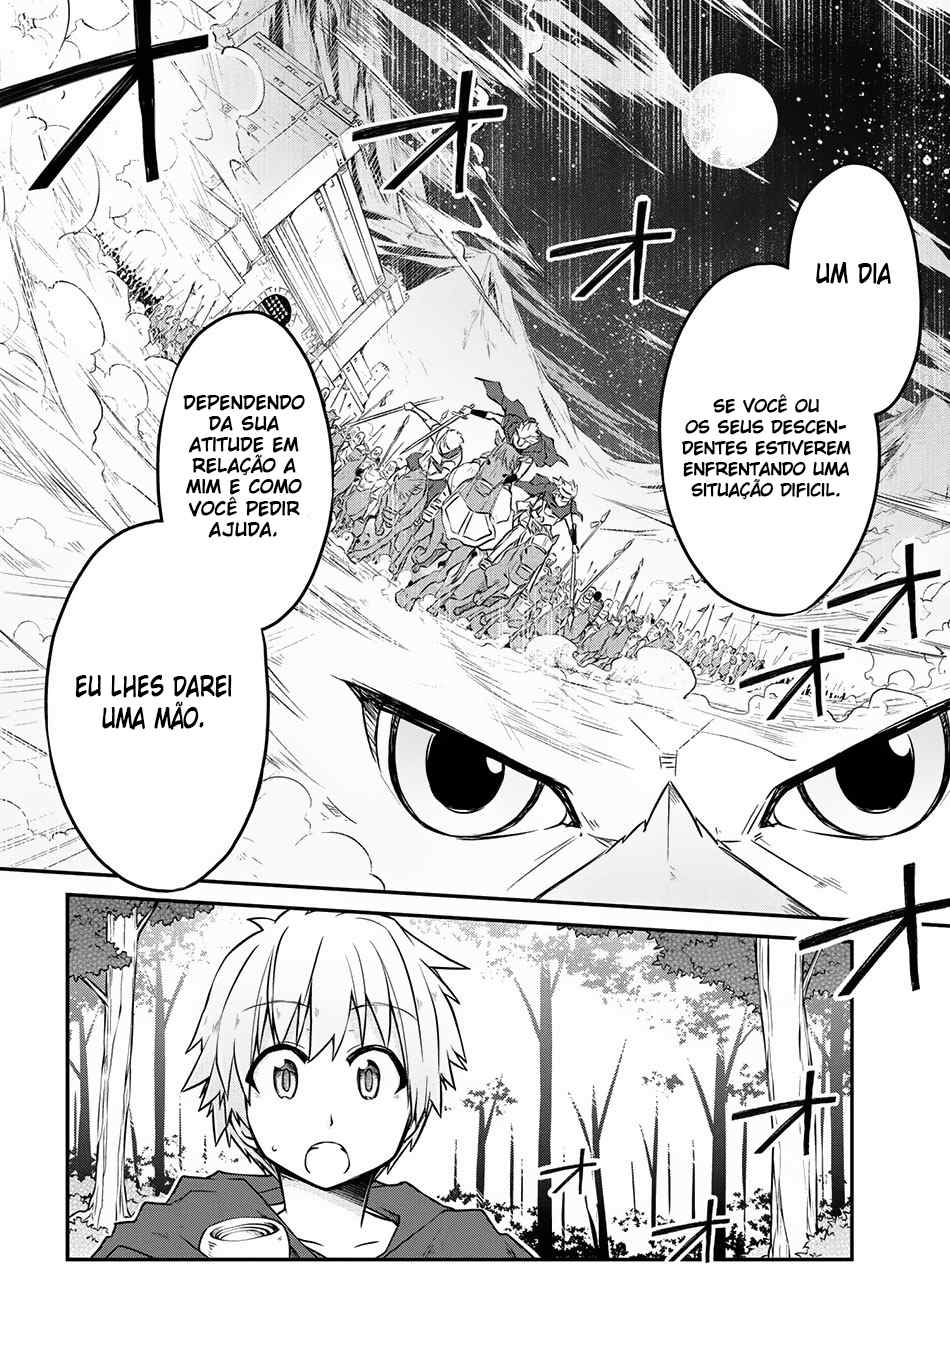 UM DIA
SE VOCÊ OU
OS SEUS DESCEN-
DENTES ESTIVEREM
ENFRENTANDO UMA
SITUAÇÃO DIFICIL.
DEPENDENDO
DA SUA
ATITUDE EM
RELAÇÃO A
MIM E COMO
VOCÊ PEDIR
AJUDA.
EU LHES DAREI
UMA MÃO.
オ
オ
オ
オ
オ
オ
オ
オ
オ
オ